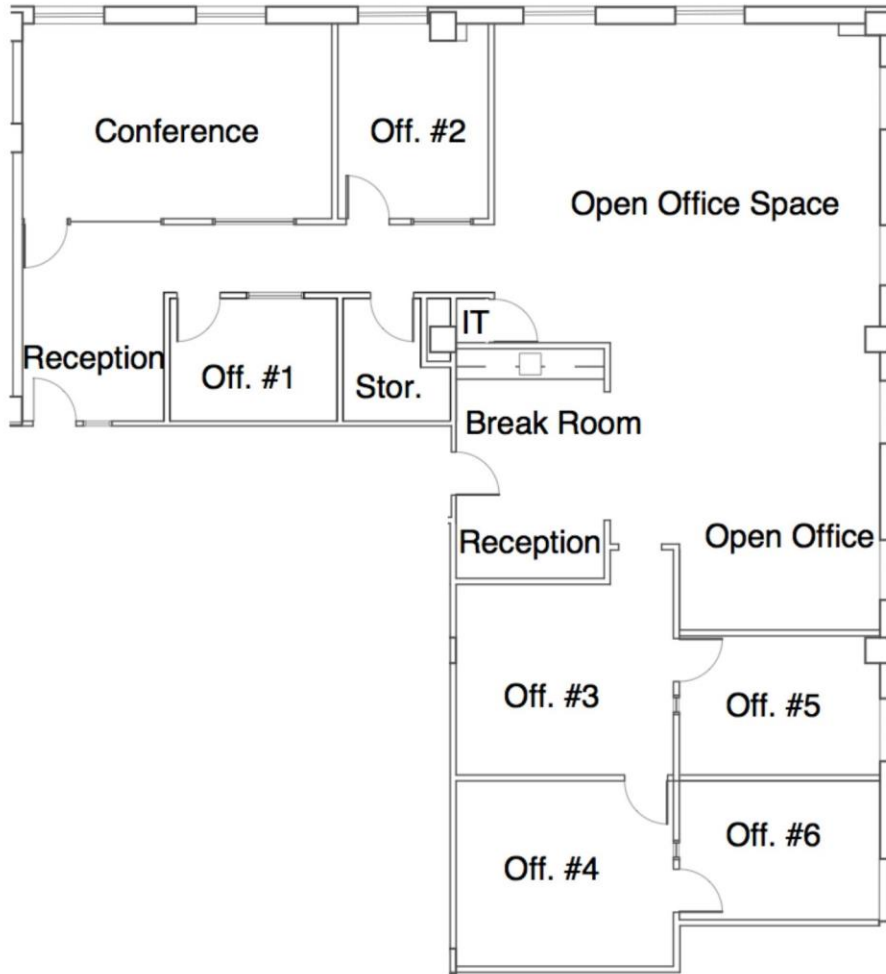 Conference
Off. #2
Open Office Space
IT
Reception
Off. #1
Stor.
Break Room
Reception
Open Office
Off. #3
Off. #5
Off. #4
Off. #6